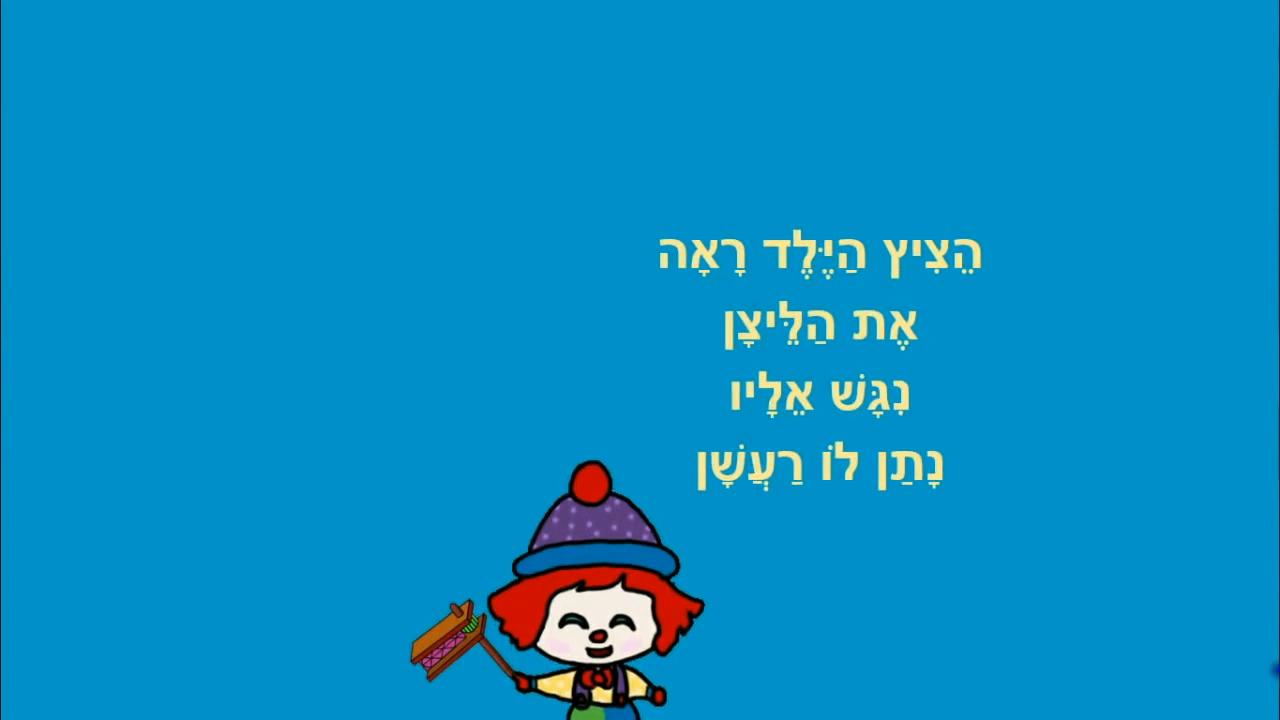 הֵצִיץ הַיֶּלֶד רָאָה
אֶת הַלֵּיצָן
נִגָּשׁ אֵלָיו
נָתַן לוֹ רַעֲשָׁן